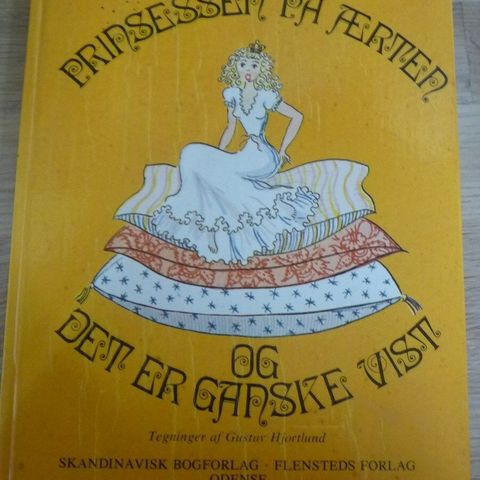 PRINSESSEN PÅ ÆRTEN
OG
DET ER GANSKE VIST
Tegninger af Gustav Hjortlund
SKANDINAVISK BOGFORLAG · FLENSTEDS FORLAG
ODENSE